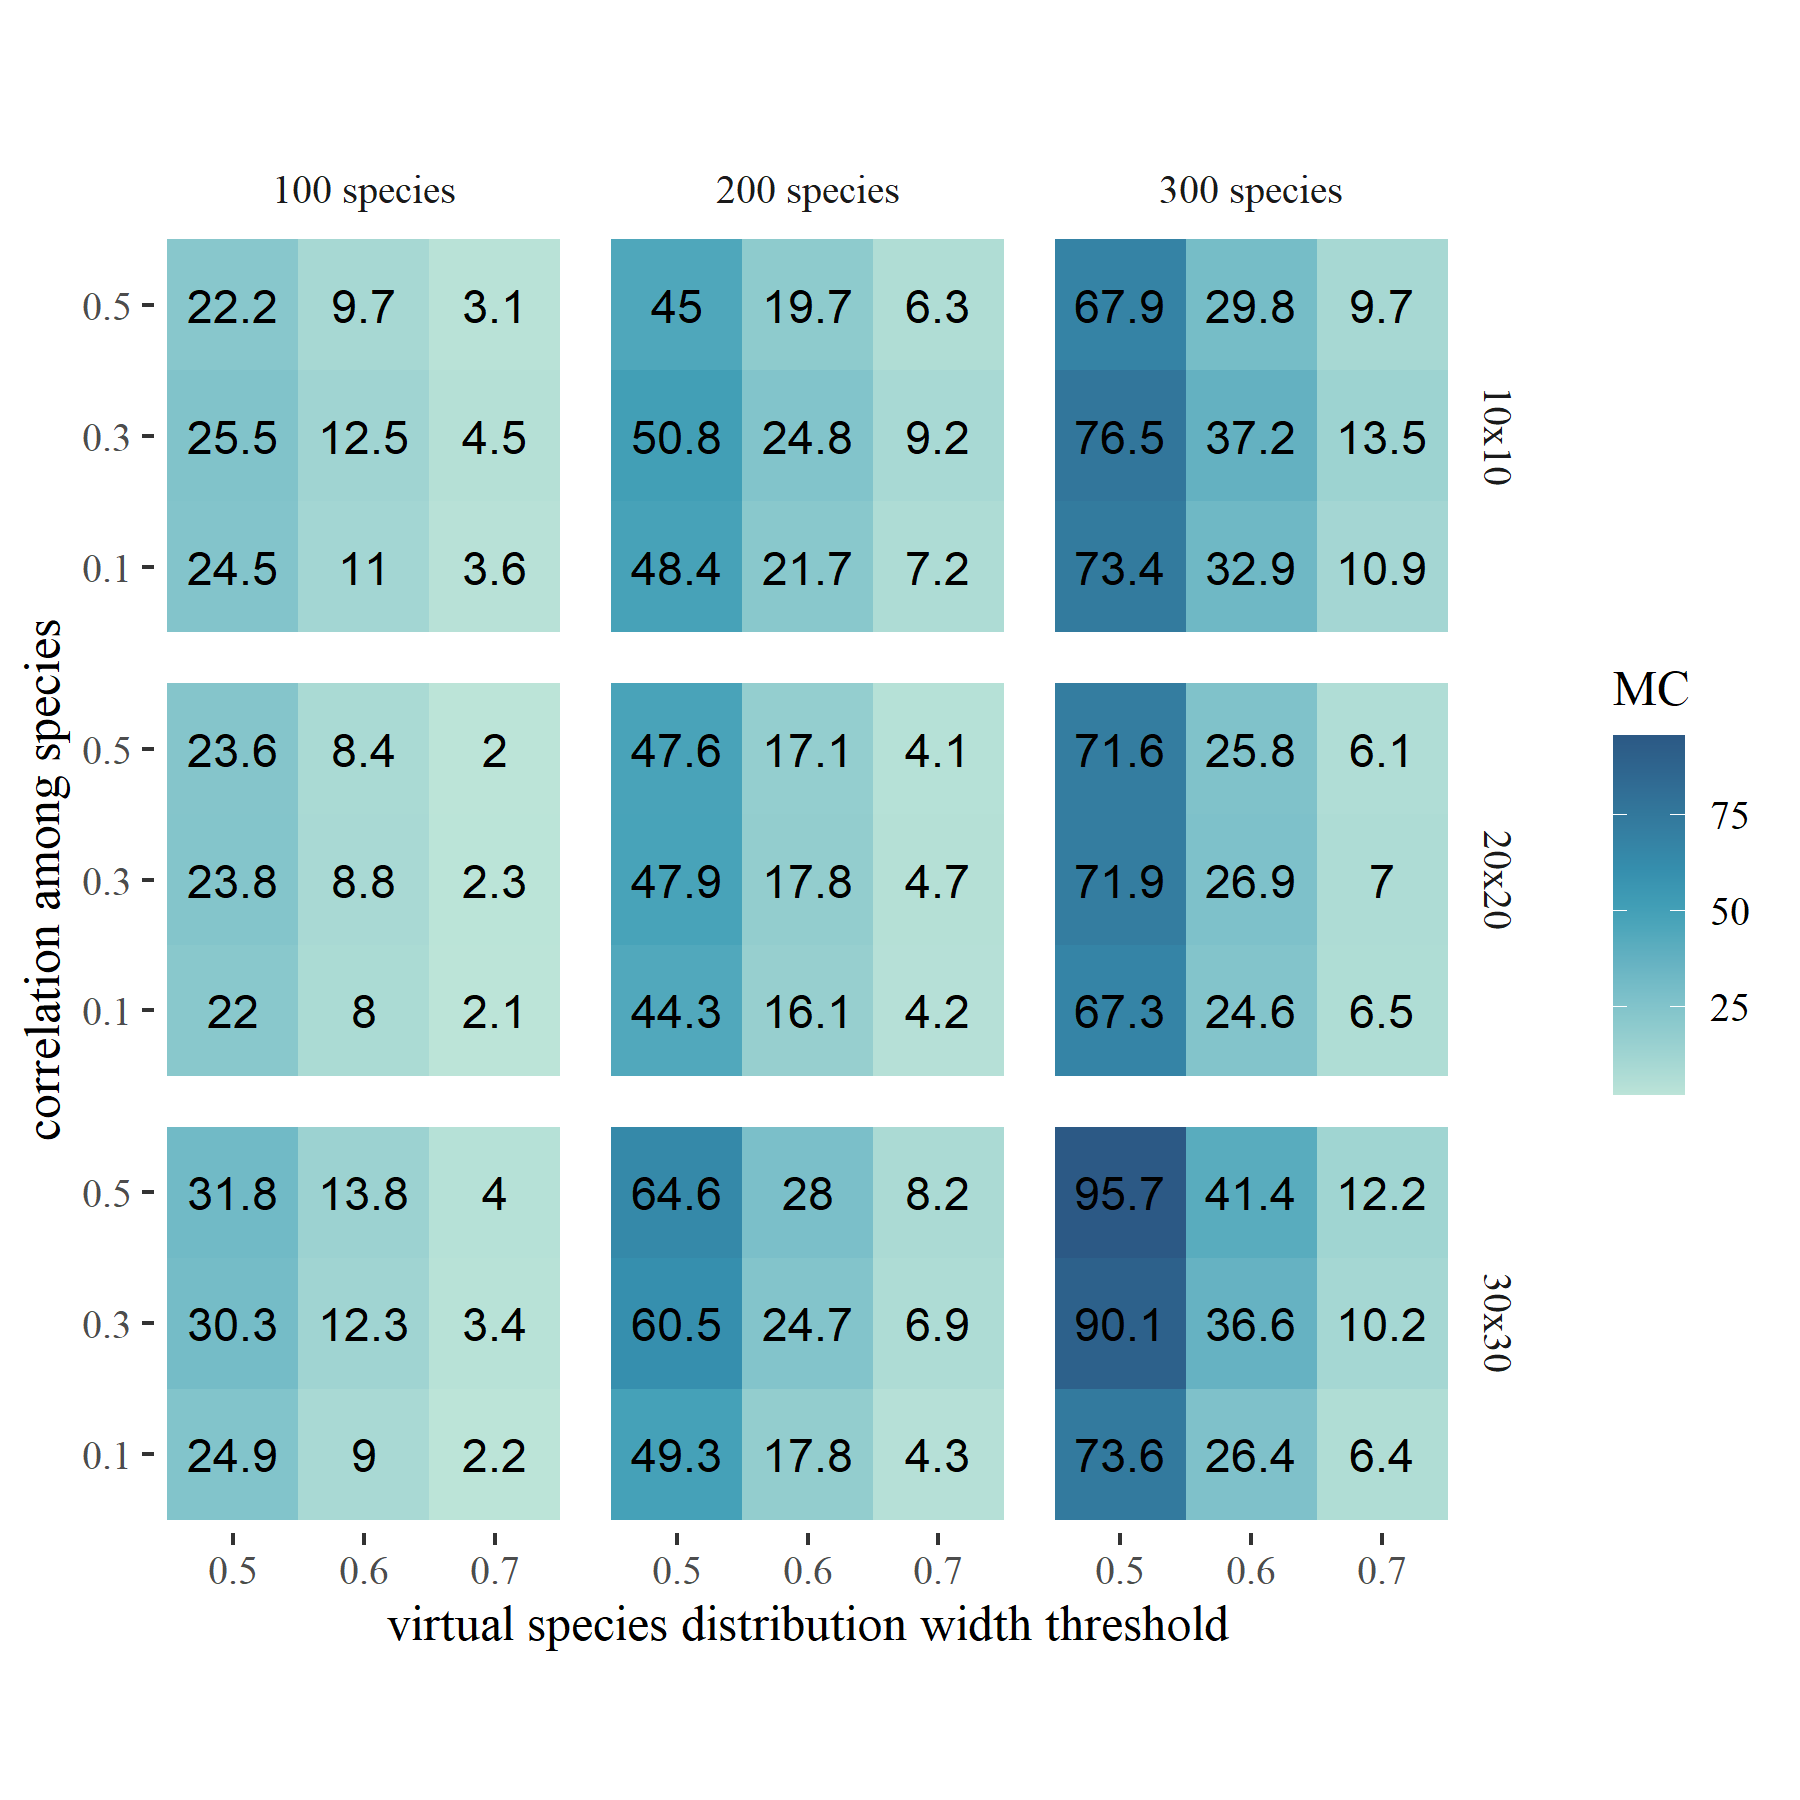 100 species 200 species 300 species
0.5 22.2 9.7 3.1 45 19.7 6.3 67.9 29.8 9.7
0.3 25.5 12.5 4.5 50.8 24.8 9.2 76.5 37.2 13.5
0.1 24.5 11 3.6 48.4 21.7 7.2 73.4 32.9 10.9
10x10
0.5 23.6 8.4 2 47.6 17.1 4.1 71.6 25.8 6.1
0.3 23.8 8.8 2.3 47.9 17.8 4.7 71.9 26.9 7
0.1 22 8 2.1 44.3 16.1 4.2 67.3 24.6 6.5
20x20
0.5 31.8 13.8 4 64.6 28 8.2 95.7 41.4 12.2
0.3 30.3 12.3 3.4 60.5 24.7 6.9 90.1 36.6 10.2
0.1 24.9 9 2.2 49.3 17.8 4.3 73.6 26.4 6.4
30x30
0.5 0.6 0.7 0.5 0.6 0.7 0.5 0.6 0.7
virtual species distribution width threshold
correlation among species
MC
75
50
25